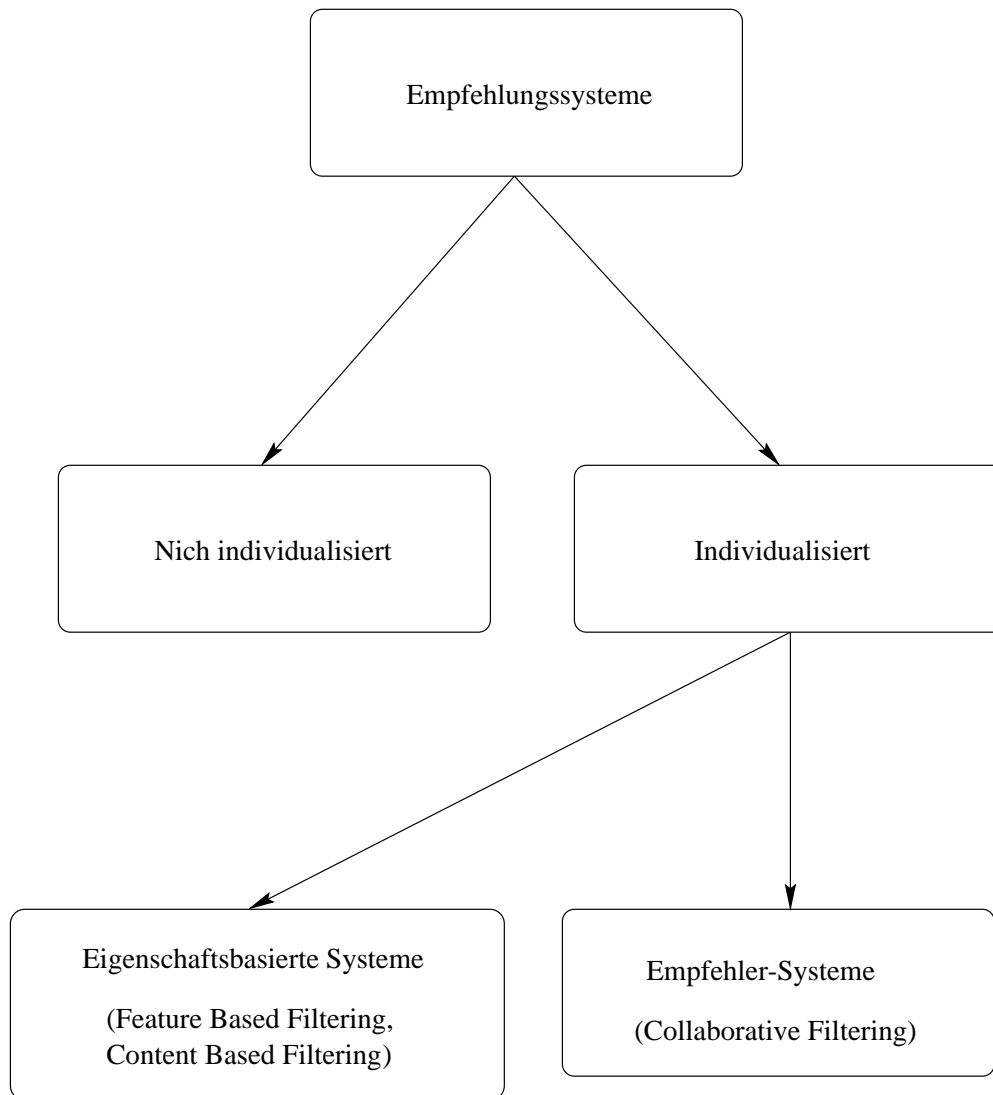 Empfehlungssysteme
Nich individualisiert
Individualisiert
Eigenschaftsbasierte Systeme
(Feature Based Filtering,
Content Based Filtering)
Empfehler-Systeme
(Collaborative Filtering)